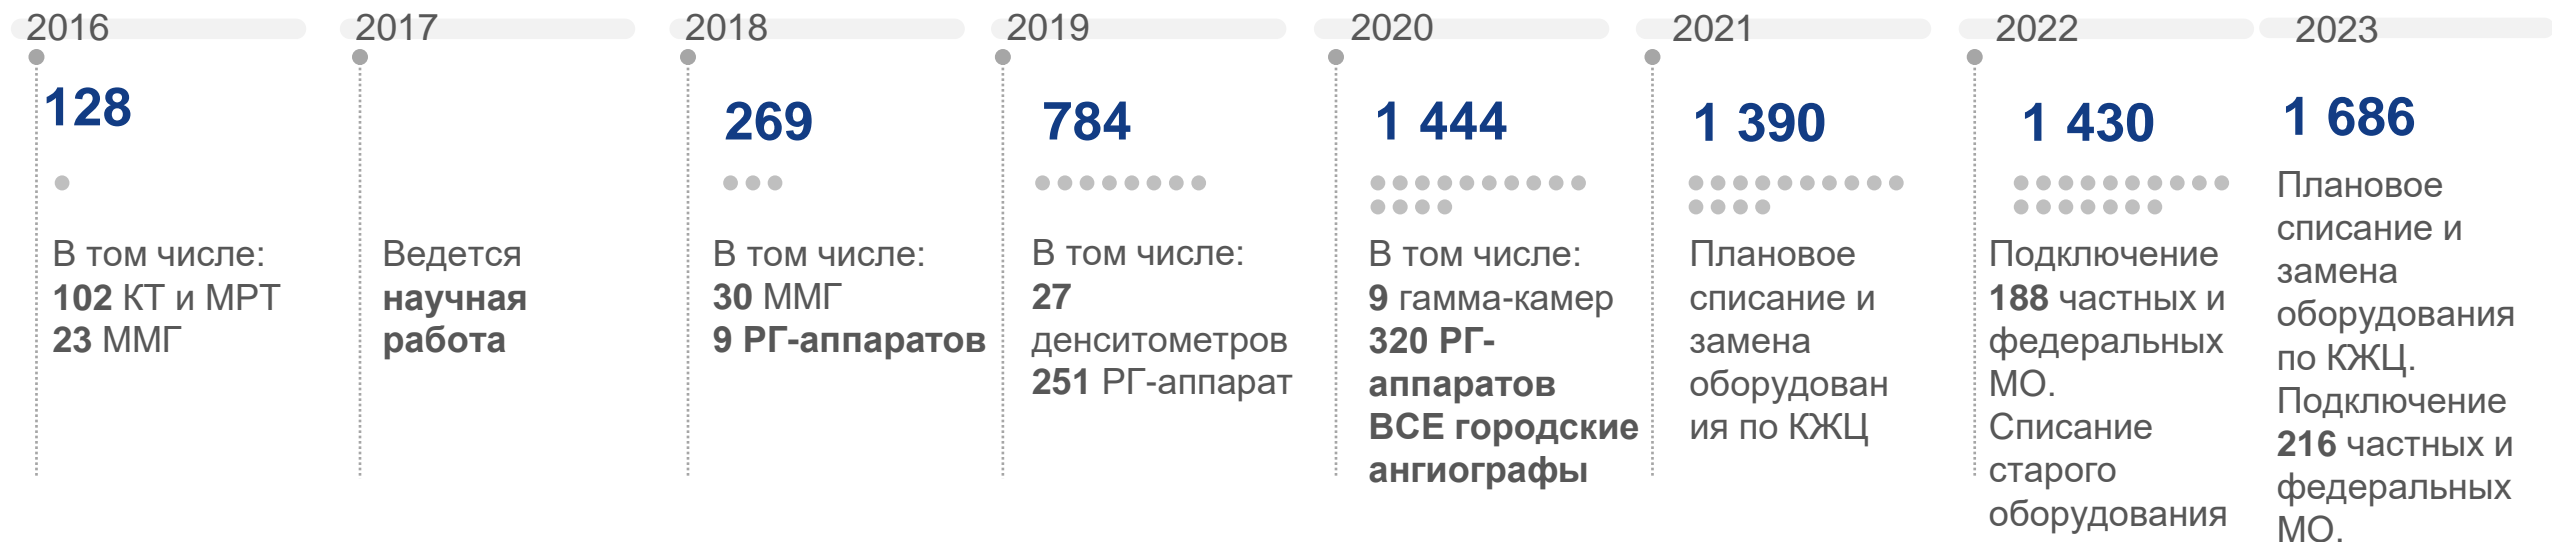 2016
128
В том числе:
102 КТ и МРТ
23 ММГ
2017
Ведется
научная
работа
2018
269
В том числе:
30 ММГ
9 РГ-аппаратов
2019
784
В том числе:
27
денситометров
251 РГ-аппарат
2020
1 444
В том числе:
9 гамма-камер
320 РГ-
аппаратов
ВСЕ городские
ангиографы
2021
1 390
Плановое
списание и
замена
оборудован
ия по КЖЦ
2022
1 430
Подключение
188 частных и
федеральных
МО.
Списание
старого
оборудования
2023
1 686
Плановое
списание и
замена
оборудования
по КЖЦ.
Подключение
216 частных и
федеральных
МО.